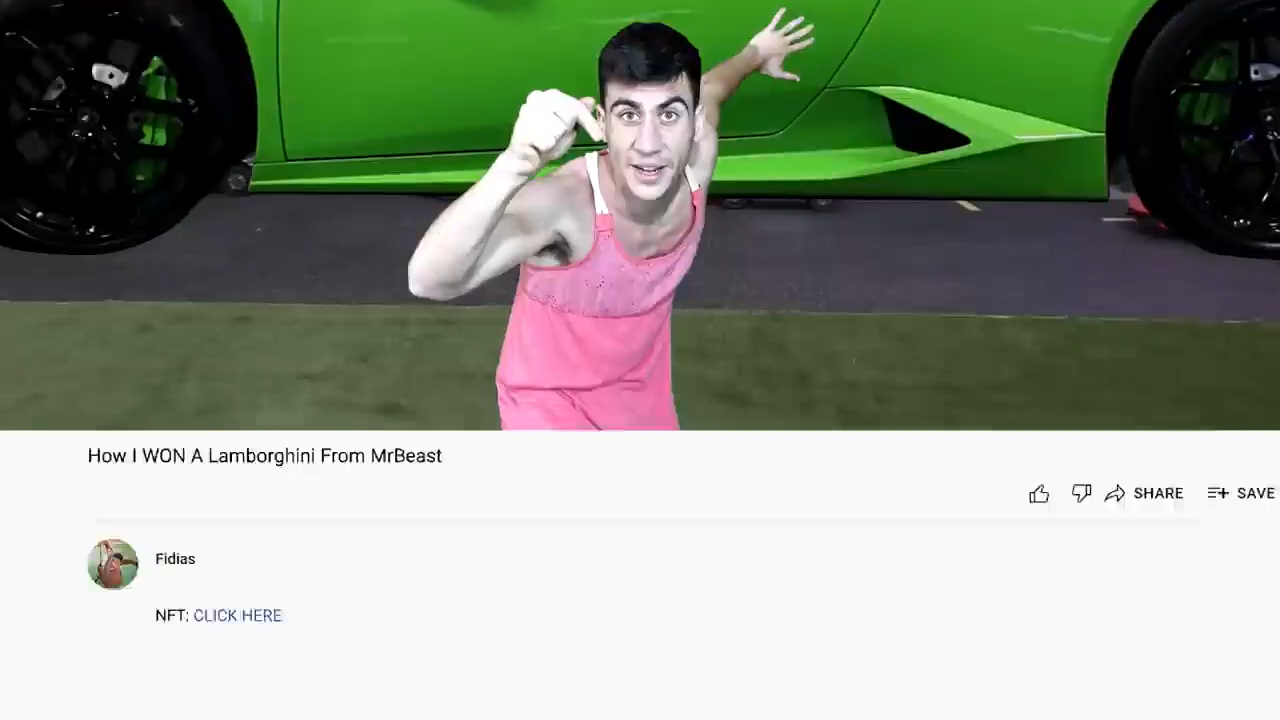 How I WON A Lamborghini From MrBeast
SHARE SAVE
Fidias
NFT: CLICK HERE